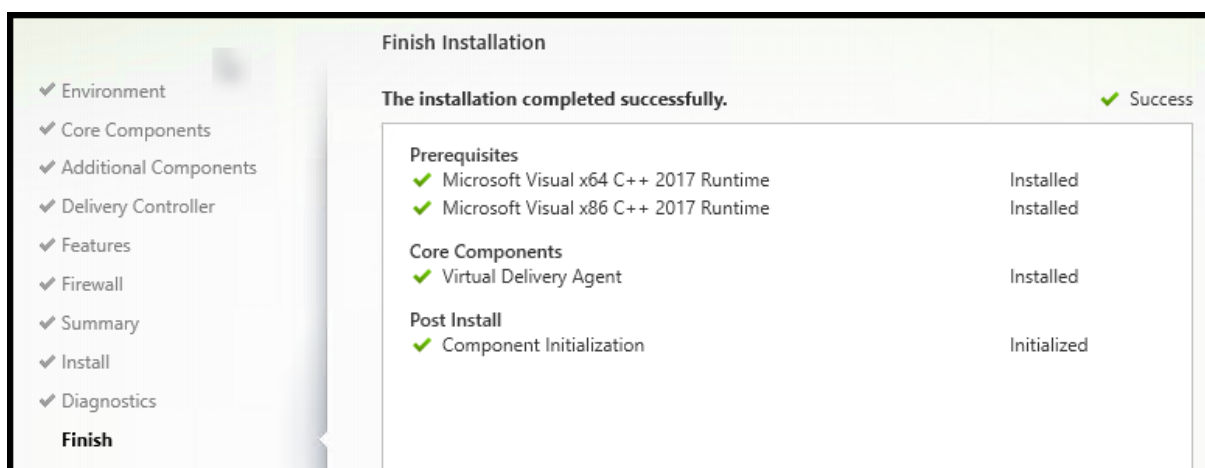 Finish Installation
Environment
Core Components
Additional Components
Delivery Controller
Features
Firewall
Summary
Install
Diagnostics
Finish
The installation completed successfully.
Success
Prerequisites
Microsoft Visual x64 C++ 2017 Runtime Installed
Microsoft Visual x86 C++ 2017 Runtime Installed
Core Components
Virtual Delivery Agent Installed
Post Install
Component Initialization Initialized